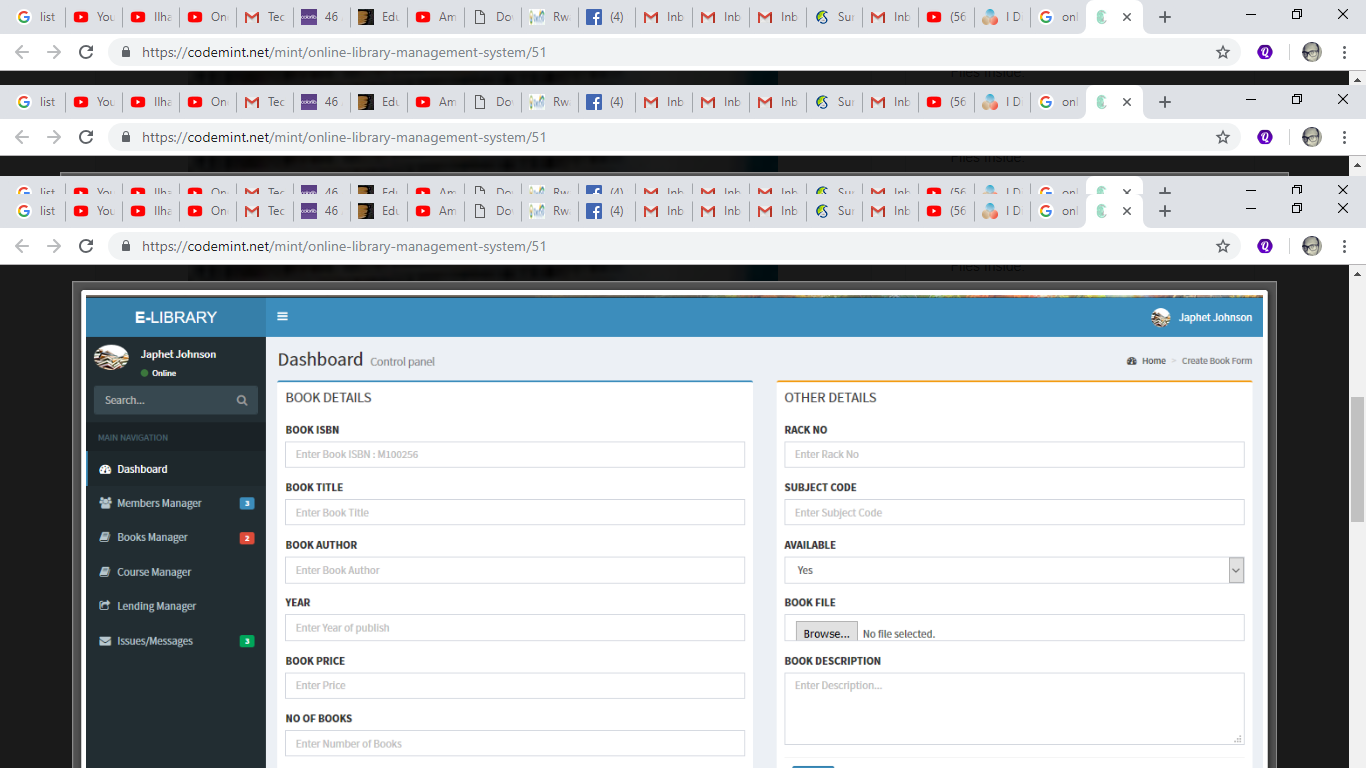 list You Ilha On Tec 46 Edu Am Do Rw (4) Inb Inb Inb Sur Inb (56 I D onl
https://codemint.net/mint/online-library-management-system/51
Files inside:
list You Ilha On Tec 46 Edu Am Do Rw (4) Inb Inb Inb Sur Inb (56 I D onl
https://codemint.net/mint/online-library-management-system/51
Files inside:
list You Ilha On Tec 46 Edu Am Do Rw (4) Inb Inb Inb Sur Inb (56 I D onl
list You Ilha On Tec 46 Edu Am Do Rw (4) Inb Inb Inb Sur Inb (56 I D onl
https://codemint.net/mint/online-library-management-system/51
Files inside:
E-LIBRARY
Japhet Johnson
Japhet Johnson
Online
Search...
MAIN NAVIGATION
Dashboard
Members Manager 3
Books Manager 2
Course Manager
Lending Manager
Issues/Messages 3
Dashboard Control panel
Home > Create Book Form
BOOK DETAILS
BOOK ISBN
Enter Book ISBN : M100256
BOOK TITLE
Enter Book Title
BOOK AUTHOR
Enter Book Author
YEAR
Enter Year of publish
BOOK PRICE
Enter Price
NO OF BOOKS
Enter Number of Books
OTHER DETAILS
RACK NO
Enter Rack No
SUBJECT CODE
Enter Subject Code
AVAILABLE
Yes
BOOK FILE
Browse... No file selected.
BOOK DESCRIPTION
Enter Description...